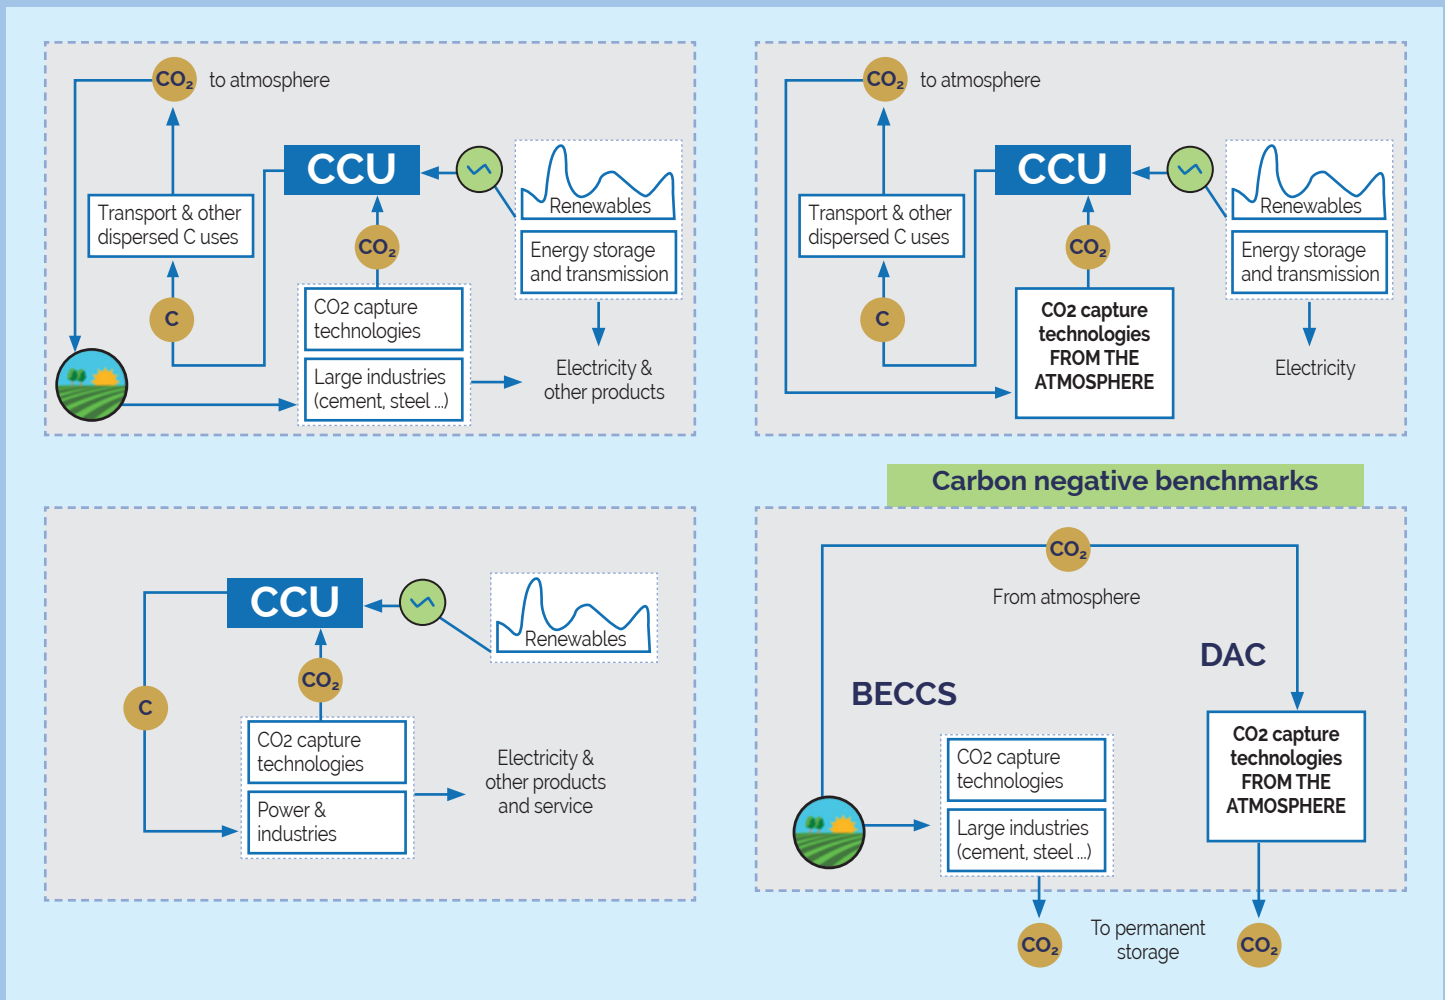 CO₂ to atmosphere
CCU
Renewables
Transport & other
dispersed C uses
CO₂
Energy storage
and transmission
C
CO2 capture
technologies
Large industries
(cement, steel ...)
Electricity &
other products
CO₂ to atmosphere
CCU
Renewables
Transport & other
dispersed C uses
CO₂
Energy storage
and transmission
C
CO2 capture
technologies
FROM THE
ATMOSPHERE
Electricity
CCU
Renewables
CO₂
C
CO2 capture
technologies
Power &
industries
Electricity &
other products
and service
Carbon negative benchmarks
CO₂
From atmosphere
DAC
BECCS
CO2 capture
technologies
Large industries
(cement, steel ...)
CO2 capture
technologies
FROM THE
ATMOSPHERE
CO₂
To permanent
storage
CO₂